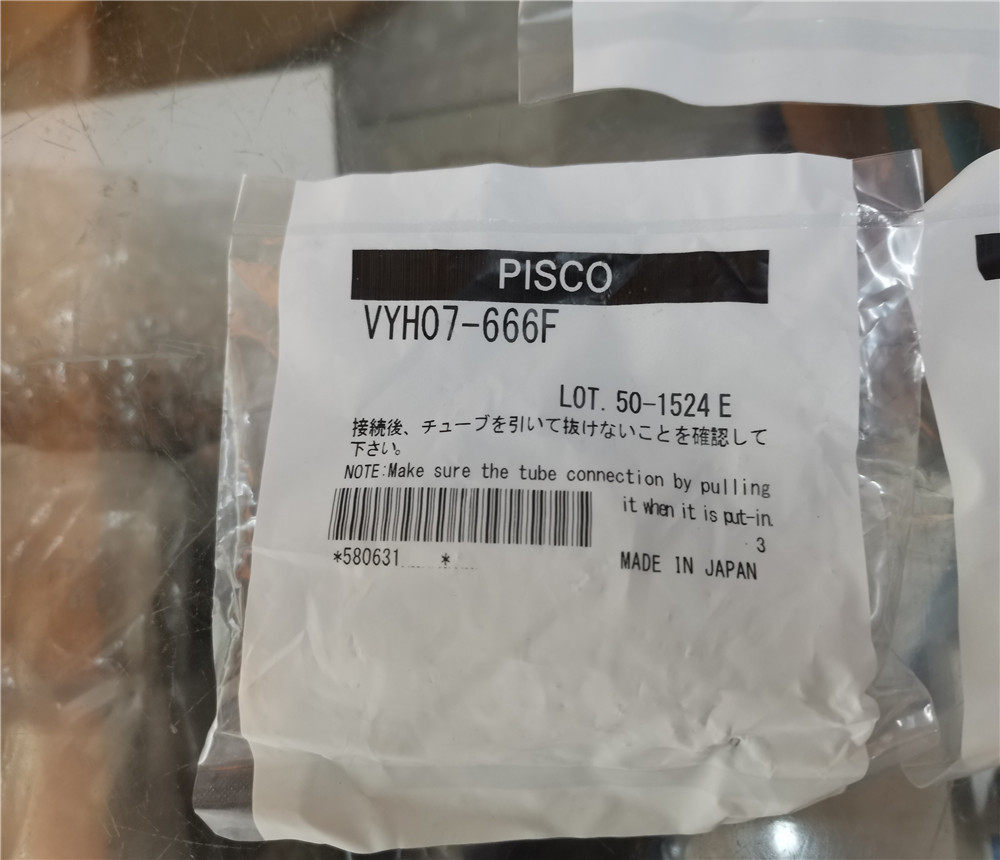 PISCO
VYH07-666F
LOT. 50-1524 E
接続後、チューブを引いて抜けないことを確認して
下さい。
NOTE:Make sure the tube connection by pulling
it when it is put-in.
3
*580631 *
MADE IN JAPAN